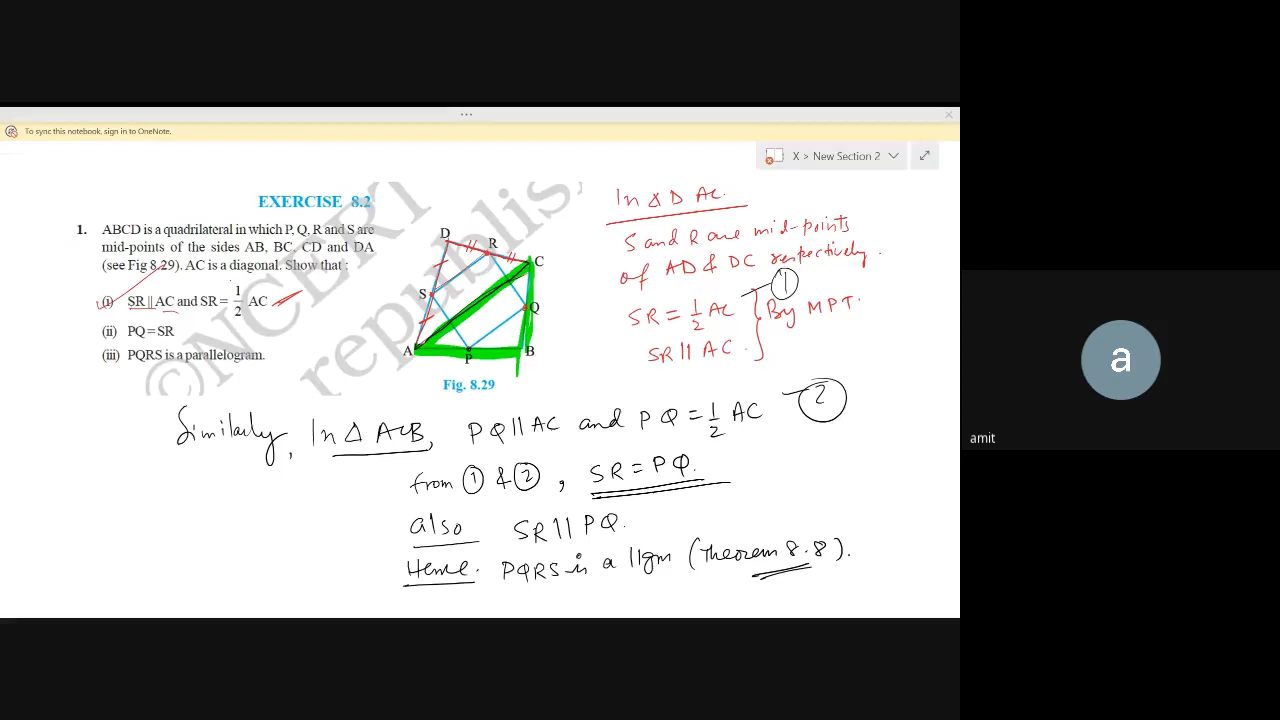 To sync this notebook, sign in to OneNote.
X > New Section 2
©NCERT
republis
EXERCISE 8.2
1. ABCD is a quadrilateral in which P, Q, R and S are
mid-points of the sides AB, BC, CD and DA
(see Fig 8.29). AC is a diagonal. Show that :
(i) SR || AC and SR = 1/2 AC
(ii) PQ = SR
(iii) PQRS is a parallelogram.
D
R
C
S
Q
A
P
B
Fig. 8.29
In Δ DAC.
S and R are mid-points
of AD & DC respectively.
SR = 1/2 AC 1
SR || AC. } By MPT.
Similarly, In Δ ACB, PQ || AC and PQ = 1/2 AC 2
from 1 & 2, SR = PQ.
also SR || PQ.
Hence. PQRS is a ||gm (Theorem 8.8).
a
amit